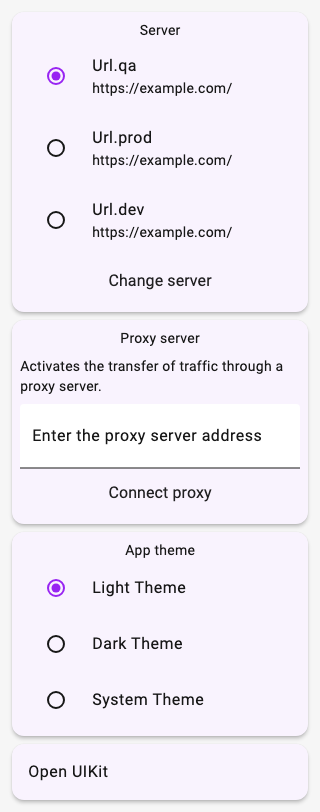 Server
Url.qa
https://example.com/
Url.prod
https://example.com/
Url.dev
https://example.com/
Change server
Proxy server
Activates the transfer of traffic through a
proxy server.
Enter the proxy server address
Connect proxy
App theme
Light Theme
Dark Theme
System Theme
Open UIKit